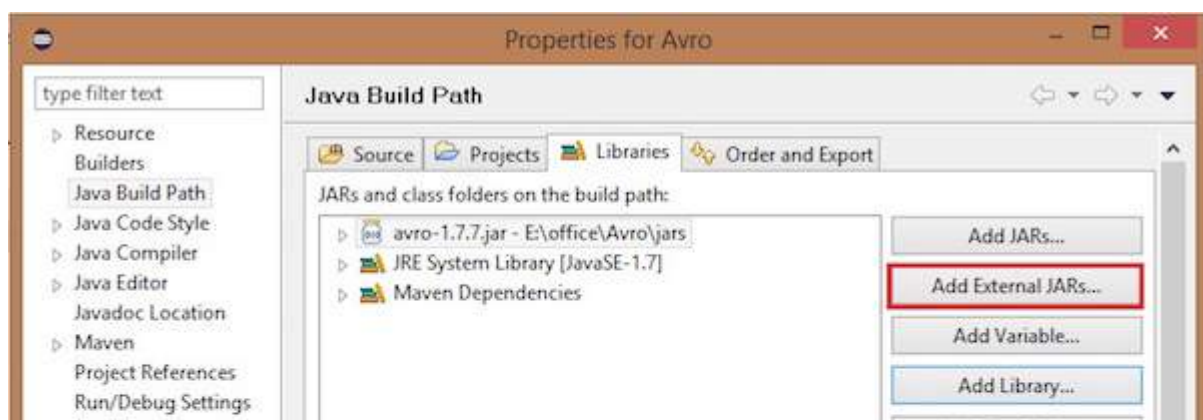 Properties for Avro
type filter text
Java Build Path
Resource
Builders
Java Build Path
Java Code Style
Java Compiler
Java Editor
Javadoc Location
Maven
Project References
Run/Debug Settings
Source Projects Libraries Order and Export
JARs and class folders on the build path:
avro-1.7.7.jar - E:\office\Avro\jars
JRE System Library [JavaSE-1.7]
Maven Dependencies
Add JARs...
Add External JARs...
Add Variable...
Add Library...